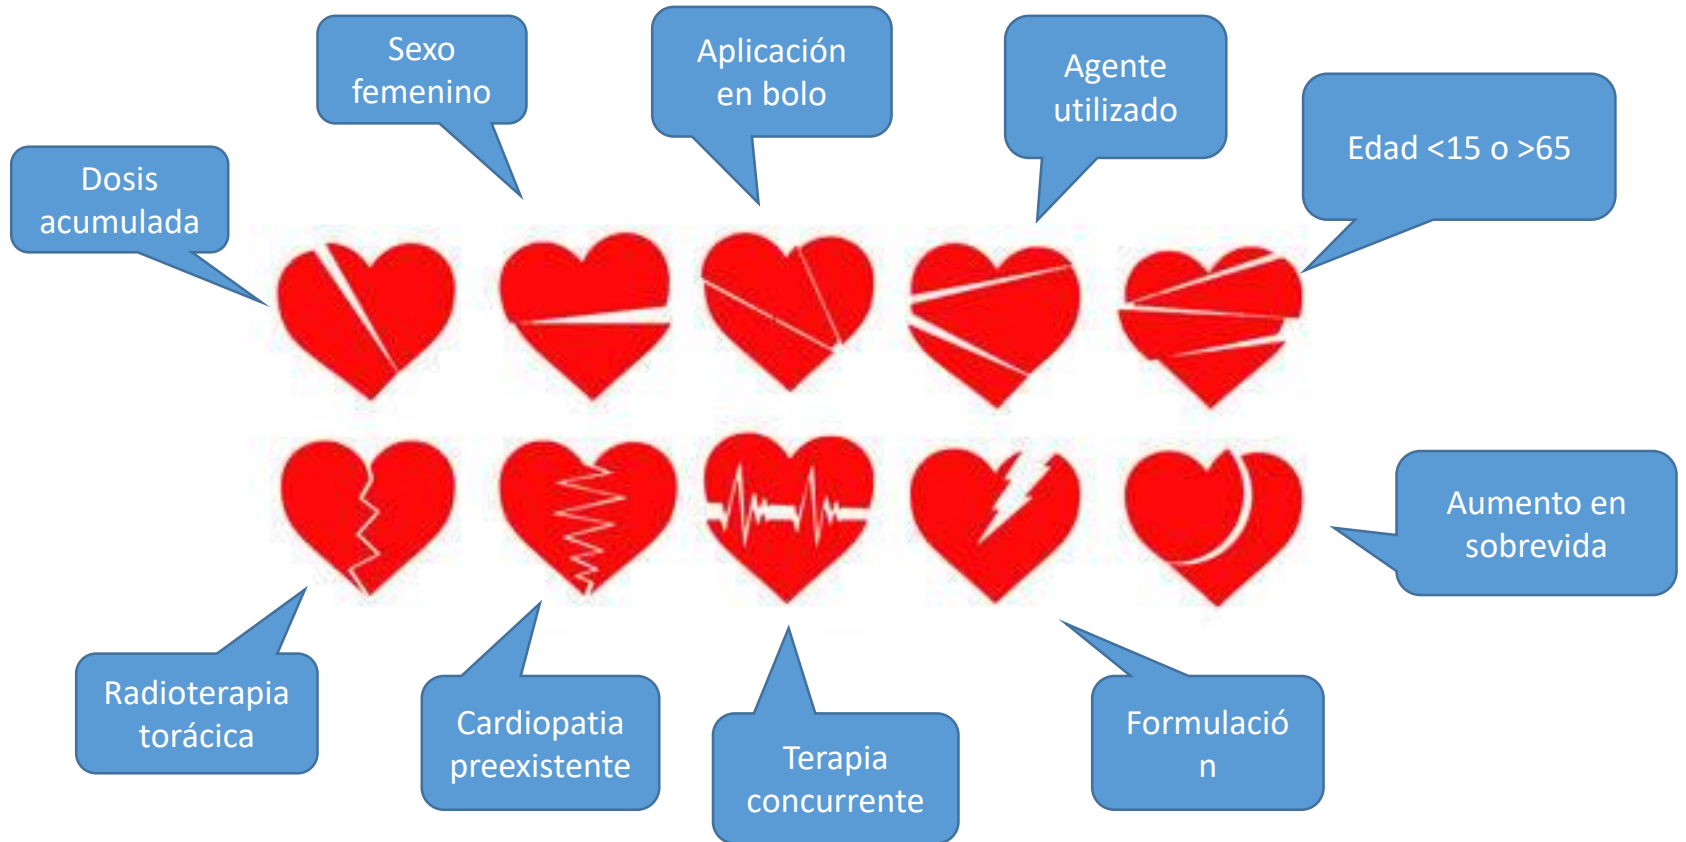 Sexo
femenino
Aplicación
en bolo
Agente
utilizado
Edad <15 o >65
Dosis
acumulada
Aumento en
sobrevida
Radioterapia
torácica
Cardiopatia
preexistente
Terapia
concurrente
Formulació
n